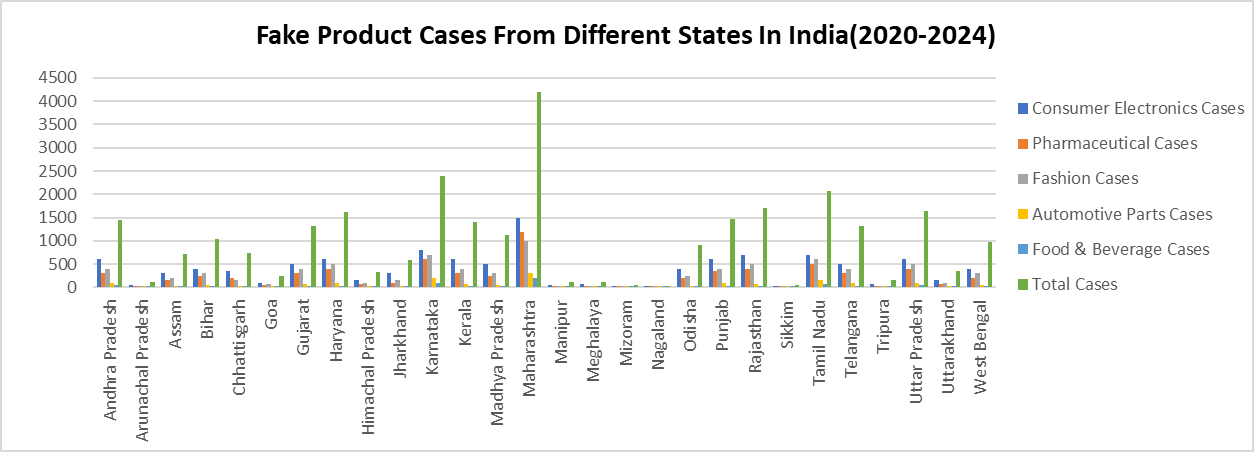 Fake Product Cases From Different States In India(2020-2024)
4500
4000
3500
3000
2500
2000
1500
1000
500
0
Andhra Pradesh
Arunachal Pradesh
Assam
Bihar
Chhattisgarh
Goa
Gujarat
Haryana
Himachal Pradesh
Jharkhand
Karnataka
Kerala
Madhya Pradesh
Maharashtra
Manipur
Meghalaya
Mizoram
Nagaland
Odisha
Punjab
Rajasthan
Sikkim
Tamil Nadu
Telangana
Tripura
Uttar Pradesh
Uttarakhand
West Bengal
Consumer Electronics Cases
Pharmaceutical Cases
Fashion Cases
Automotive Parts Cases
Food & Beverage Cases
Total Cases